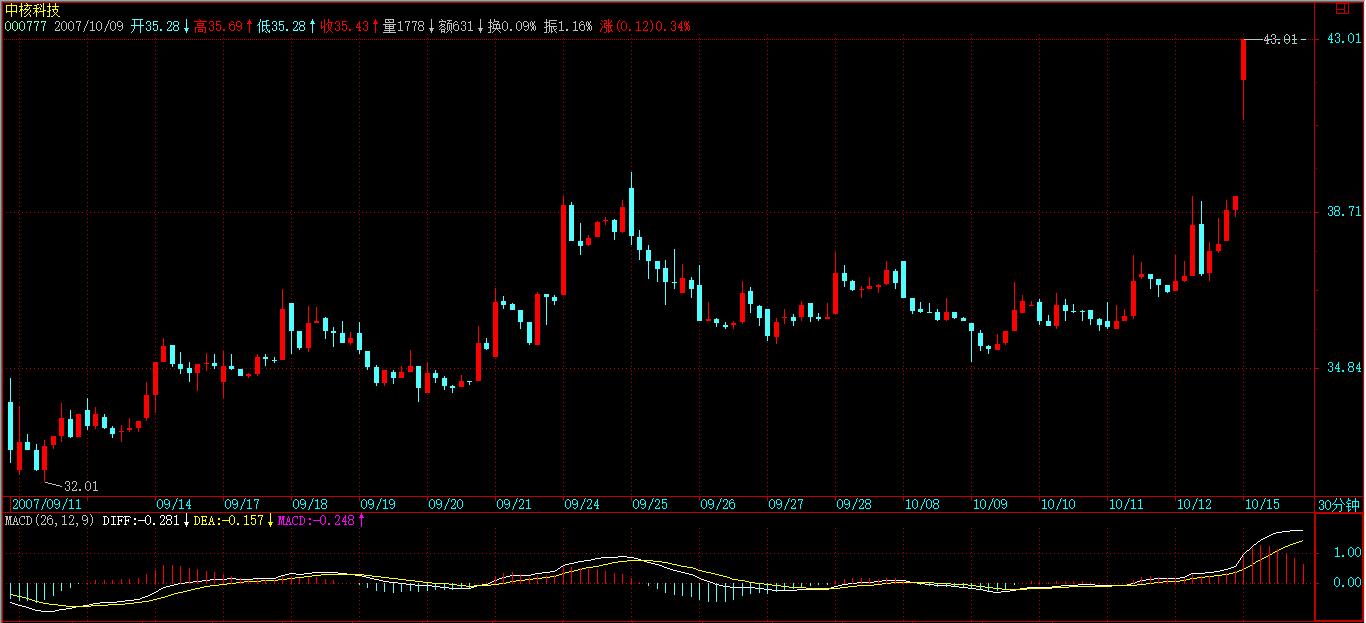 中核科技
000777 2007/10/09 开35.28↓高35.69↑低35.28↑收35.43↑量1778↓额631↓换0.09% 振1.16% 涨(0.12)0.34%
43.01 43.01
38.71
34.84
32.01
2007/09/11 09/14 09/17 09/18 09/19 09/20 09/21 09/24 09/25 09/26 09/27 09/28 10/08 10/09 10/10 10/11 10/12 10/15 30分钟
MACD(26,12,9) DIFF:-0.281↓DEA:-0.157↓MACD:-0.248↑
1.00
0.00